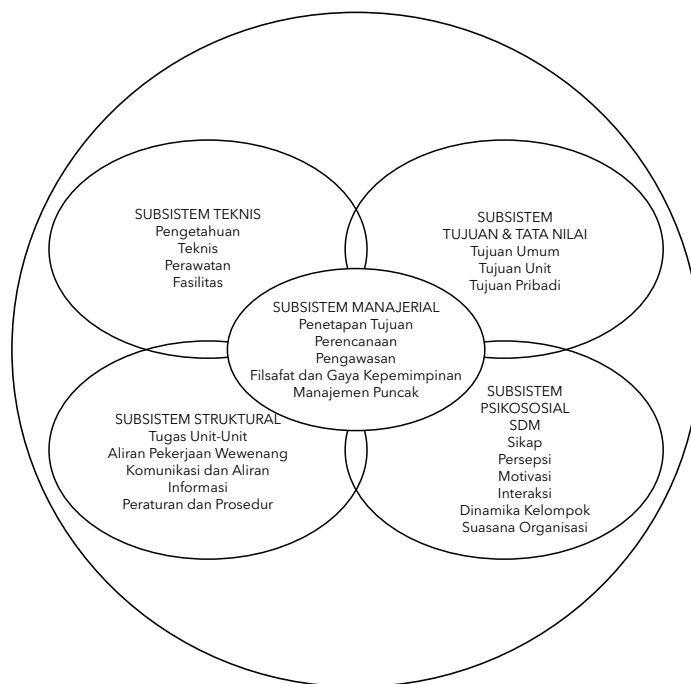 SUBSISTEM TEKNIS
Pengetahuan
Teknis
Perawatan
Fasilitas
SUBSISTEM
TUJUAN & TATA NILAI
Tujuan Umum
Tujuan Unit
Tujuan Pribadi
SUBSISTEM MANAJERIAL
Penetapan Tujuan
Perencanaan
Pengawasan
Filsafat dan Gaya Kepemimpinan
Manajemen Puncak
SUBSISTEM STRUKTURAL
Tugas Unit-Unit
Aliran Pekerjaan Wewenang
Komunikasi dan Aliran
Informasi
Peraturan dan Prosedur
SUBSISTEM
PSIKOSOSIAL
SDM
Sikap
Persepsi
Motivasi
Interaksi
Dinamika Kelompok
Suasana Organisasi